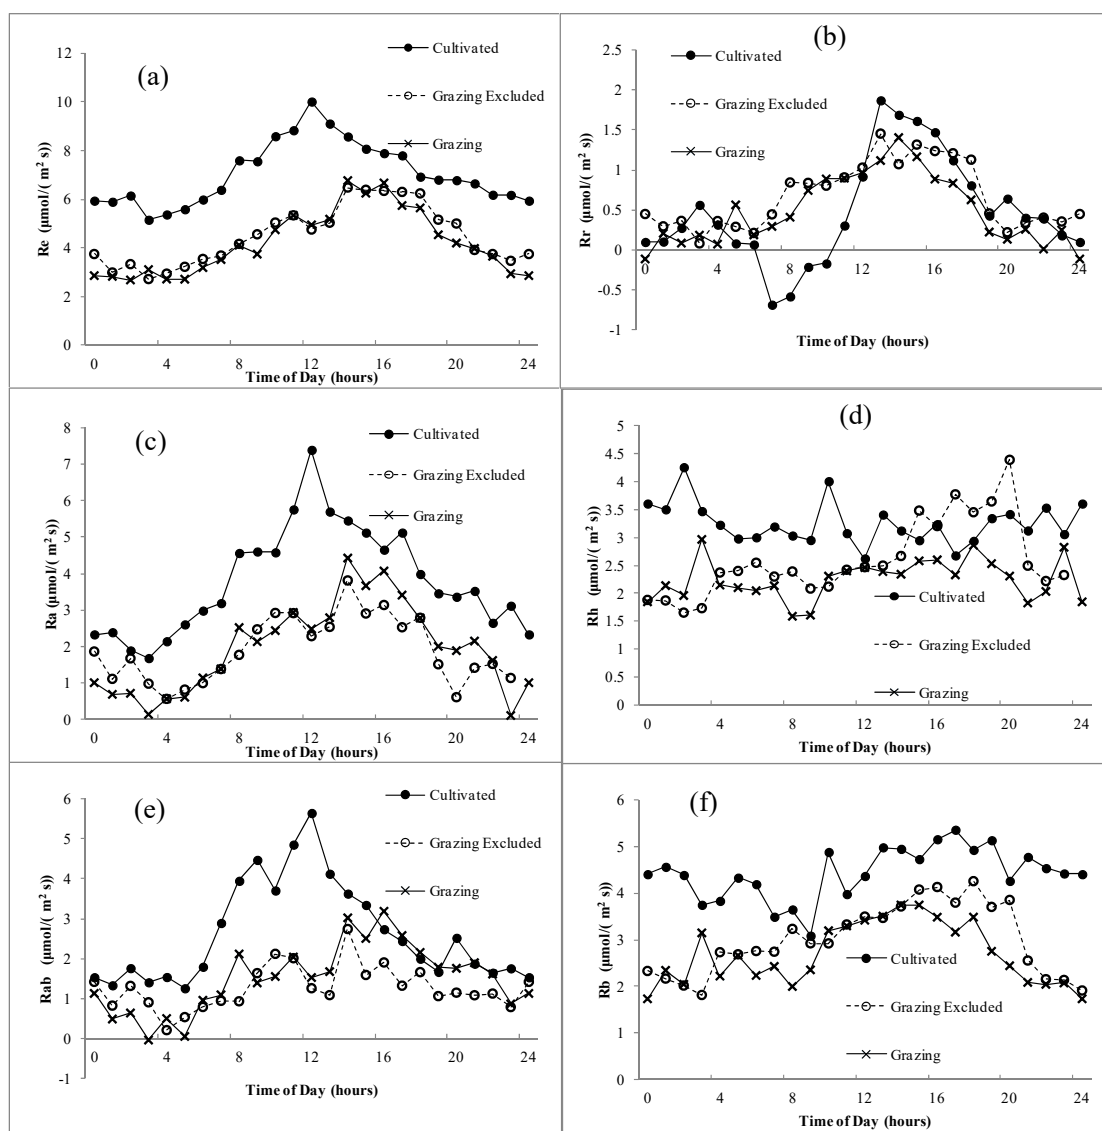 (a)
Re (µmol/( m² s))
12
10
8
6
4
2
0
0 4 8 12 16 20 24
Time of Day (hours)
Cultivated
Grazing Excluded
Grazing
(b)
Rr (µmol/( m² s))
2.5
2
1.5
1
0.5
0
-0.5
-1
0 4 8 12 16 20 24
Time of Day (hours)
Cultivated
Grazing Excluded
Grazing
(c)
Ra (µmol/( m² s))
8
7
6
5
4
3
2
1
0
0 4 8 12 16 20 24
Time of Day (hours)
Cultivated
Grazing Excluded
Grazing
(d)
Rh (µmol/( m² s))
5
4.5
4
3.5
3
2.5
2
1.5
1
0.5
0
0 4 8 12 16 20 24
Time of Day (hours)
Cultivated
Grazing Excluded
Grazing
(e)
Rab (µmol/( m² s))
6
5
4
3
2
1
0
-1
0 4 8 12 16 20 24
Time of Day (hours)
Cultivated
Grazing Excluded
Grazing
(f)
Rb (µmol/( m² s))
6
5
4
3
2
1
0
0 4 8 12 16 20 24
Time of Day (hours)
Cultivated
Grazing Excluded
Grazing